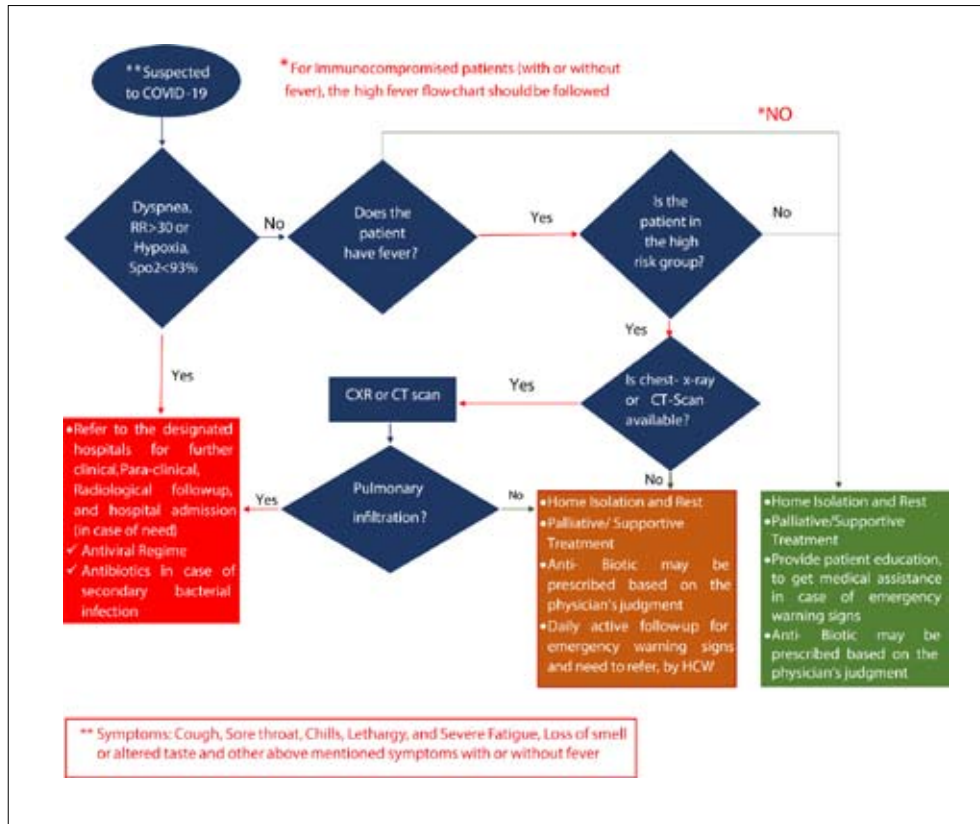 **Suspected
to COVID-19
*For Immunocompromised patients (with or without
fever), the high fever flow-chart should be followed
*NO
Dyspnea,
RR>30 or
Hypoxia,
Spo2<93%
No
Does the
patient
have fever?
Yes
Is the
patient in
the high
risk group?
No
Yes
Yes
Is chest- x-ray
or CT-Scan
available?
Yes
CXR or CT scan
No
Pulmonary
infiltration?
Yes
No
•Refer to the designated
hospitals for further
clinical,Para-clinical,
Radiological followup,
and hospital admission
(in case of need)
✓ Antiviral Regime
✓ Antibiotics in case of
secondary bacterial
infection
•Home Isolation and Rest
•Palliative/ Supportive
Treatment
•Anti- Biotic may be
prescribed based on the
physician's judgment
•Daily active follow-up for
emergency warning signs
and need to refer, by HCW
•Home Isolation and Rest
•Palliative/Supportive
Treatment
•Provide patient education,
to get medical assistance
in case of emergency
warning signs
•Anti- Biotic may be
prescribed based on the
physician's judgment
** Symptoms: Cough, Sore throat, Chills, Lethargy, and Severe Fatigue, Loss of smell
or altered taste and other above mentioned symptoms with or without fever